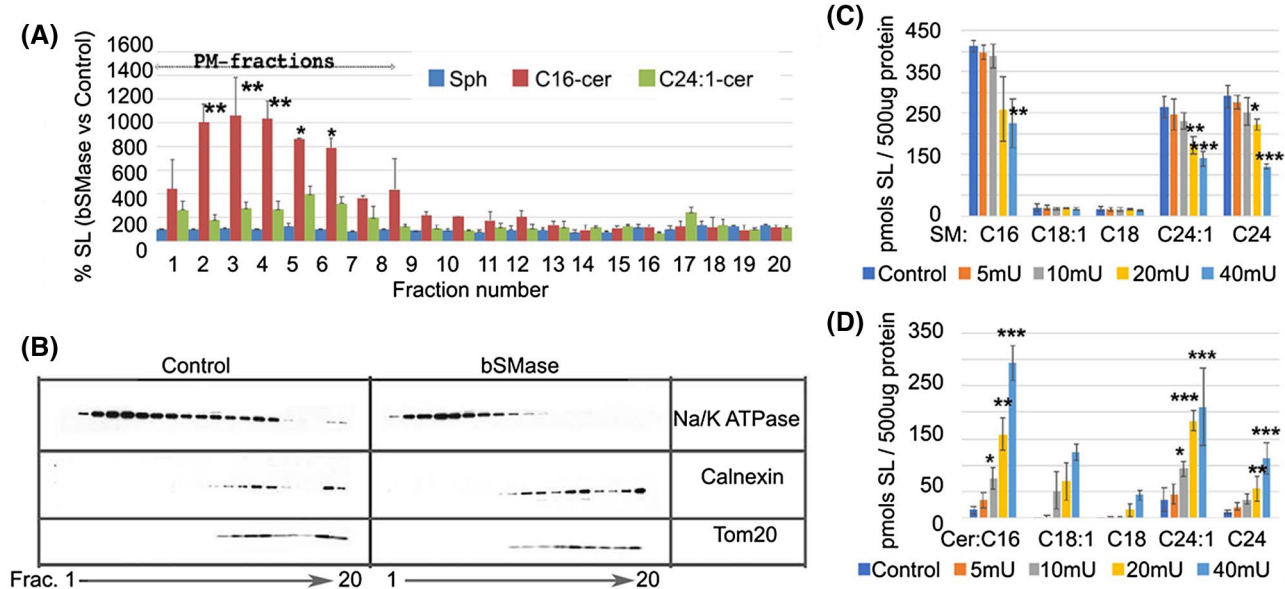 (A)
% SL (bSMase vs Control)
1600
1400
1200
1000
800
600
400
200
0
PM-fractions
** ** ** * *
Sph C16-cer C24:1-cer
1 2 3 4 5 6 7 8 9 10 11 12 13 14 15 16 17 18 19 20
Fraction number
(B)
Control bSMase
Na/K ATPase
Calnexin
Tom20
Frac. 1 20 1 20
(C)
pmols SL / 500ug protein
450
350
250
150
0
** ** *** * ***
SM: C16 C18:1 C18 C24:1 C24
Control 5mU 10mU 20mU 40mU
(D)
pmols SL / 500ug protein
350
250
150
50
0
* ** *** * *** *** ** ***
Cer:C16 C18:1 C18 C24:1 C24
Control 5mU 10mU 20mU 40mU